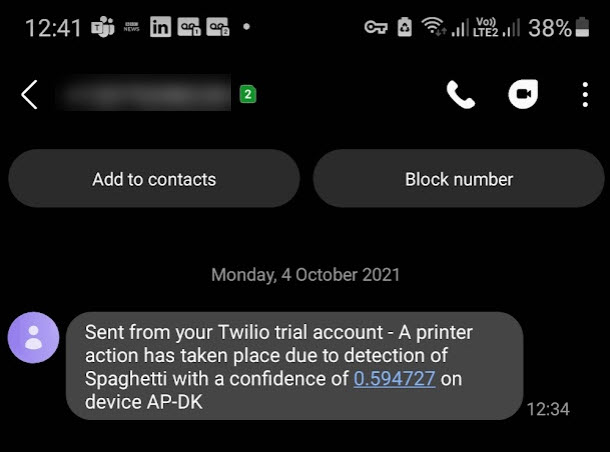 12:41 BBC NEWS in Vo)) LTE2 38%
2
Add to contacts Block number
Monday, 4 October 2021
Sent from your Twilio trial account - A printer
action has taken place due to detection of
Spaghetti with a confidence of 0.594727 on
device AP-DK
12:34